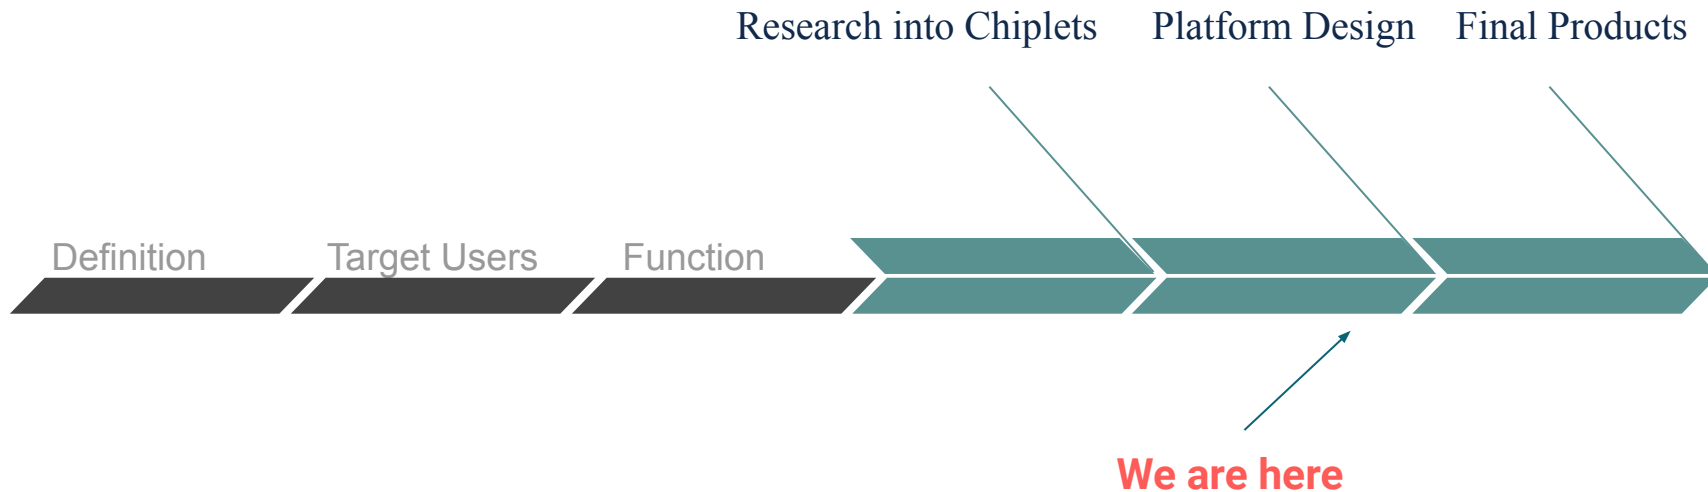 Research into Chiplets
Platform Design
Final Products
Definition
Target Users
Function
We are here